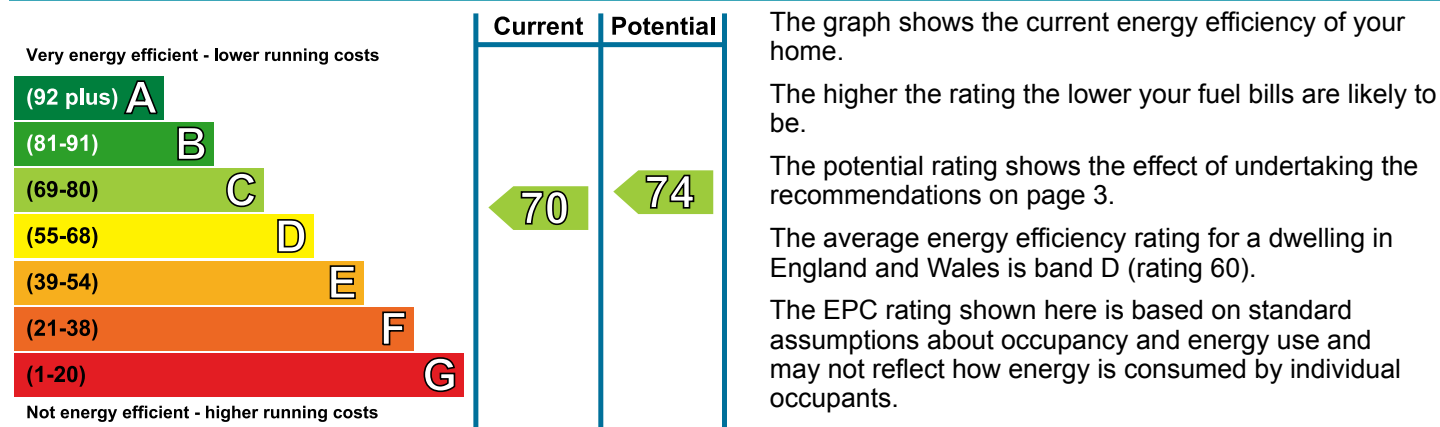 Current Potential
Very energy efficient - lower running costs
(92 plus) A
(81-91) B
(69-80) C
(55-68) D
(39-54) E
(21-38) F
(1-20) G
Not energy efficient - higher running costs
70
74
The graph shows the current energy efficiency of your
home.
The higher the rating the lower your fuel bills are likely to
be.
The potential rating shows the effect of undertaking the
recommendations on page 3.
The average energy efficiency rating for a dwelling in
England and Wales is band D (rating 60).
The EPC rating shown here is based on standard
assumptions about occupancy and energy use and
may not reflect how energy is consumed by individual
occupants.